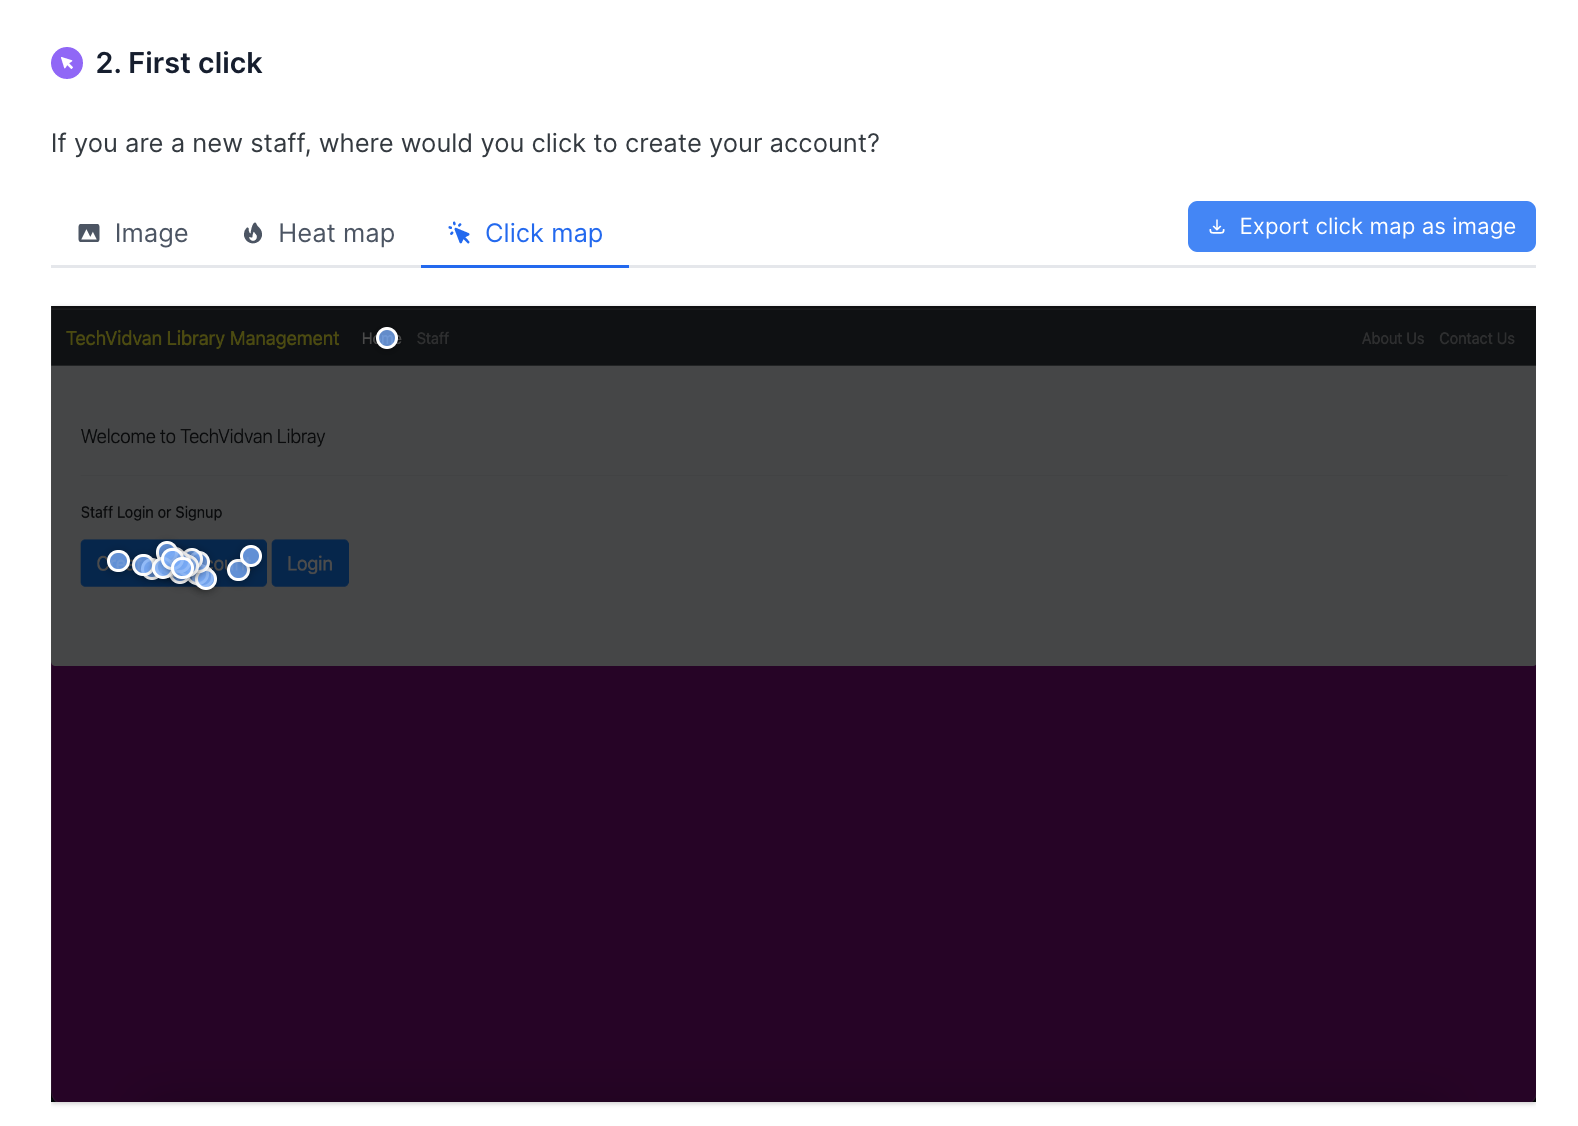 2. First click
If you are a new staff, where would you click to create your account?
Image Heat map Click map Export click map as image
TechVidvan Library Management Staff About Us Contact Us
Welcome to TechVidvan Libray
Staff Login or Signup
Login